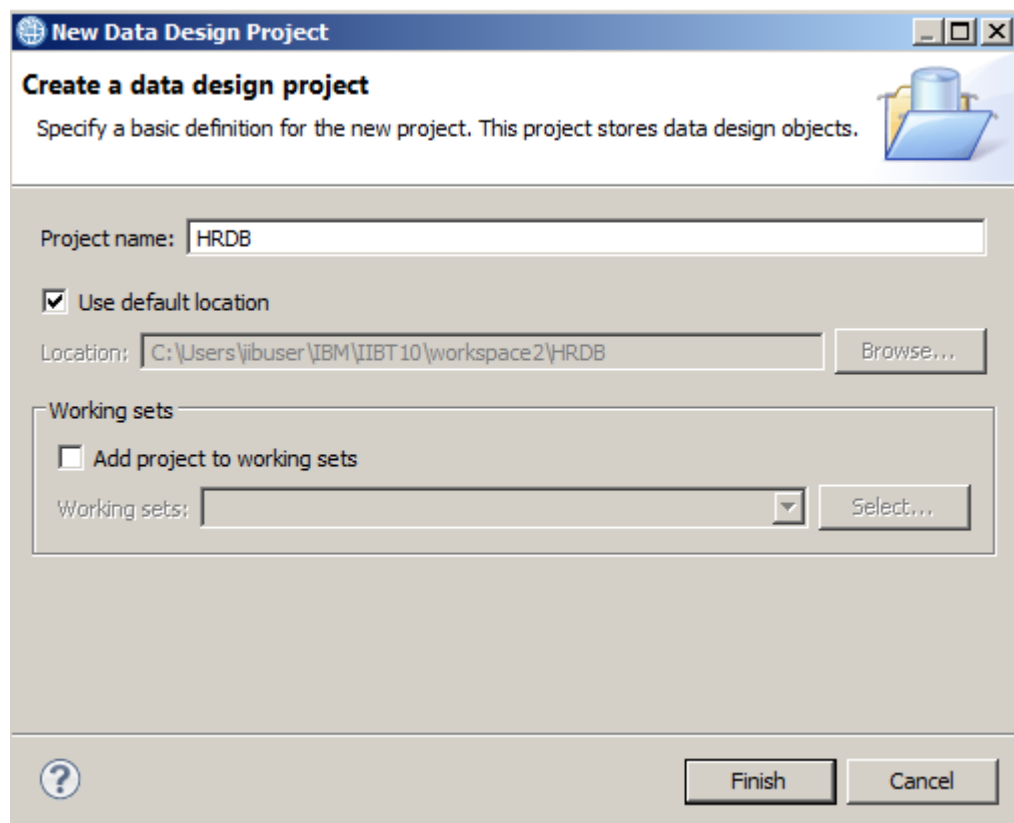 New Data Design Project
Create a data design project
Specify a basic definition for the new project. This project stores data design objects.
Project name: HRDB
Use default location
Location: C:\Users\iibuser\IBM\IIBT10\workspace2\HRDB Browse...
Working sets
Add project to working sets
Working sets: Select...
? Finish Cancel